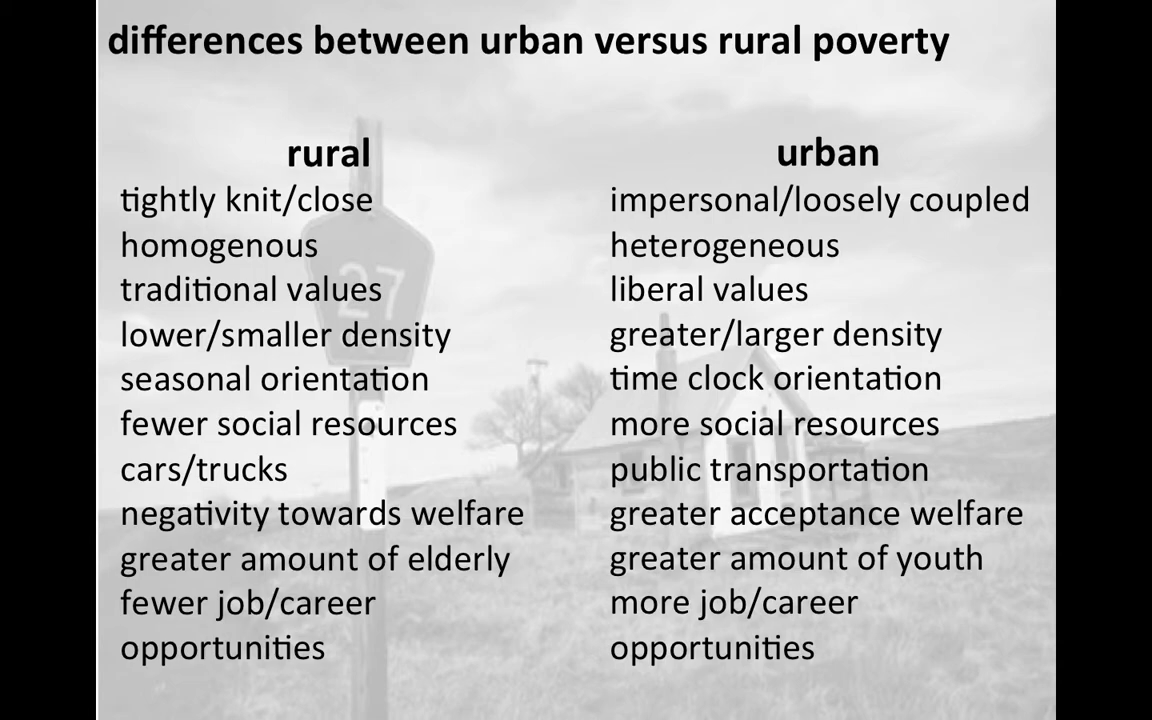 differences between urban versus rural poverty
rural
tightly knit/close
homogenous
traditional values
lower/smaller density
seasonal orientation
fewer social resources
cars/trucks
negativity towards welfare
greater amount of elderly
fewer job/career
opportunities
urban
impersonal/loosely coupled
heterogeneous
liberal values
greater/larger density
time clock orientation
more social resources
public transportation
greater acceptance welfare
greater amount of youth
more job/career
opportunities
27